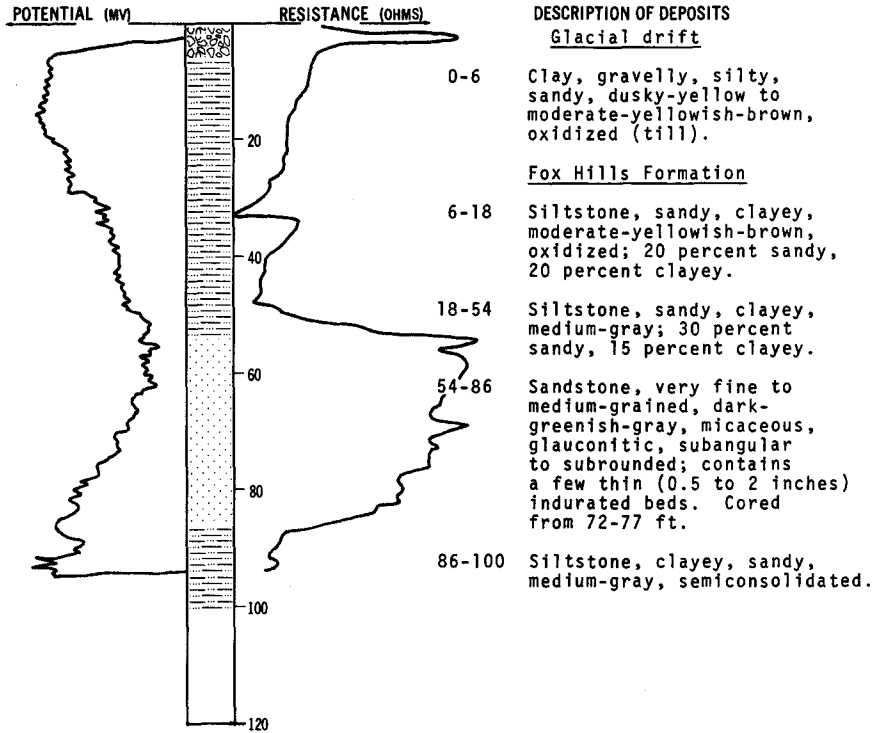 POTENTIAL (MV)
RESISTANCE (OHMS)
DESCRIPTION OF DEPOSITS
Glacial drift
0-6 Clay, gravelly, silty,
sandy, dusky-yellow to
moderate-yellowish-brown,
oxidized (till).
Fox Hills Formation
6-18 Siltstone, sandy, clayey,
moderate-yellowish-brown,
oxidized; 20 percent sandy,
20 percent clayey.
18-54 Siltstone, sandy, clayey,
medium-gray; 30 percent
sandy, 15 percent clayey.
54-86 Sandstone, very fine to
medium-grained, dark-
greenish-gray, micaceous,
glauconitic, subangular
to subrounded; contains
a few thin (0.5 to 2 inches)
indurated beds. Cored
from 72-77 ft.
86-100 Siltstone, clayey, sandy,
medium-gray, semiconsolidated.
20
40
60
80
100
120